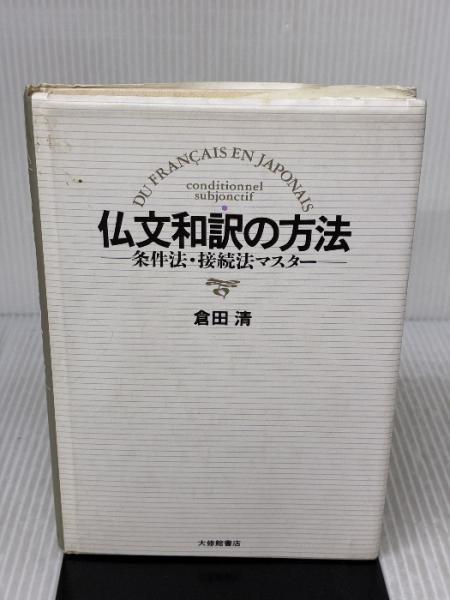 DU FRANÇAIS EN JAPONAIS
conditionnel
subjonctif
仏文和訳の方法
―条件法・接続法マスター―
倉田 清
大修館書店